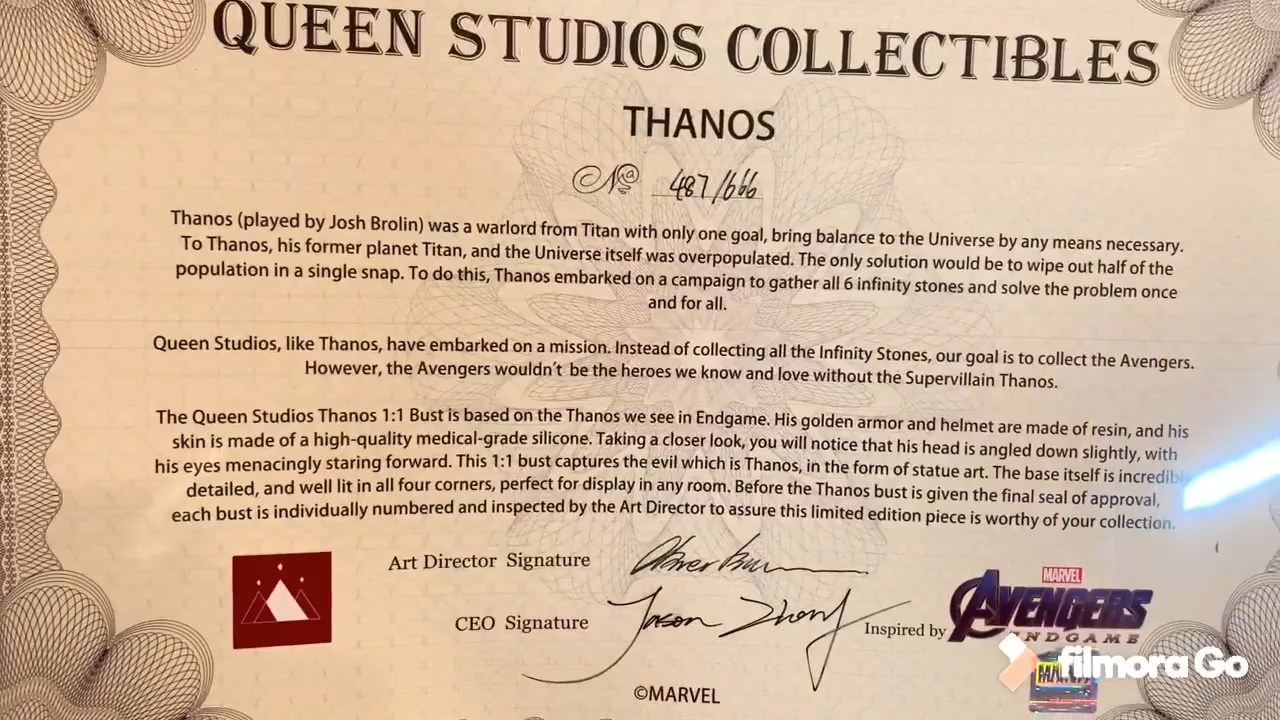 QUEEN STUDIOS COLLECTIBLES
THANOS
No 487/666
Thanos (played by Josh Brolin) was a warlord from Titan with only one goal, bring balance to the Universe by any means necessary.
To Thanos, his former planet Titan, and the Universe itself was overpopulated. The only solution would be to wipe out half of the
population in a single snap. To do this, Thanos embarked on a campaign to gather all 6 infinity stones and solve the problem once
and for all.
Queen Studios, like Thanos, have embarked on a mission. Instead of collecting all the Infinity Stones, our goal is to collect the Avengers.
However, the Avengers wouldn't be the heroes we know and love without the Supervillain Thanos.
The Queen Studios Thanos 1:1 Bust is based on the Thanos we see in Endgame. His golden armor and helmet are made of resin, and his
skin is made of a high-quality medical-grade silicone. Taking a closer look, you will notice that his head is angled down slightly, with
his eyes menacingly staring forward. This 1:1 bust captures the evil which is Thanos, in the form of statue art. The base itself is
detailed, and well lit in all four corners, perfect for display in any room. Before the Thanos bust is given the final seal of approval,
each bust is individually numbered and inspected by the Art Director to assure this limited edition piece is worthy of your collection.
Art Director Signature
CEO Signature Jason Zhong
Inspired by
MARVEL
AVENGERS
ENDGAME
filmora Go
©MARVEL